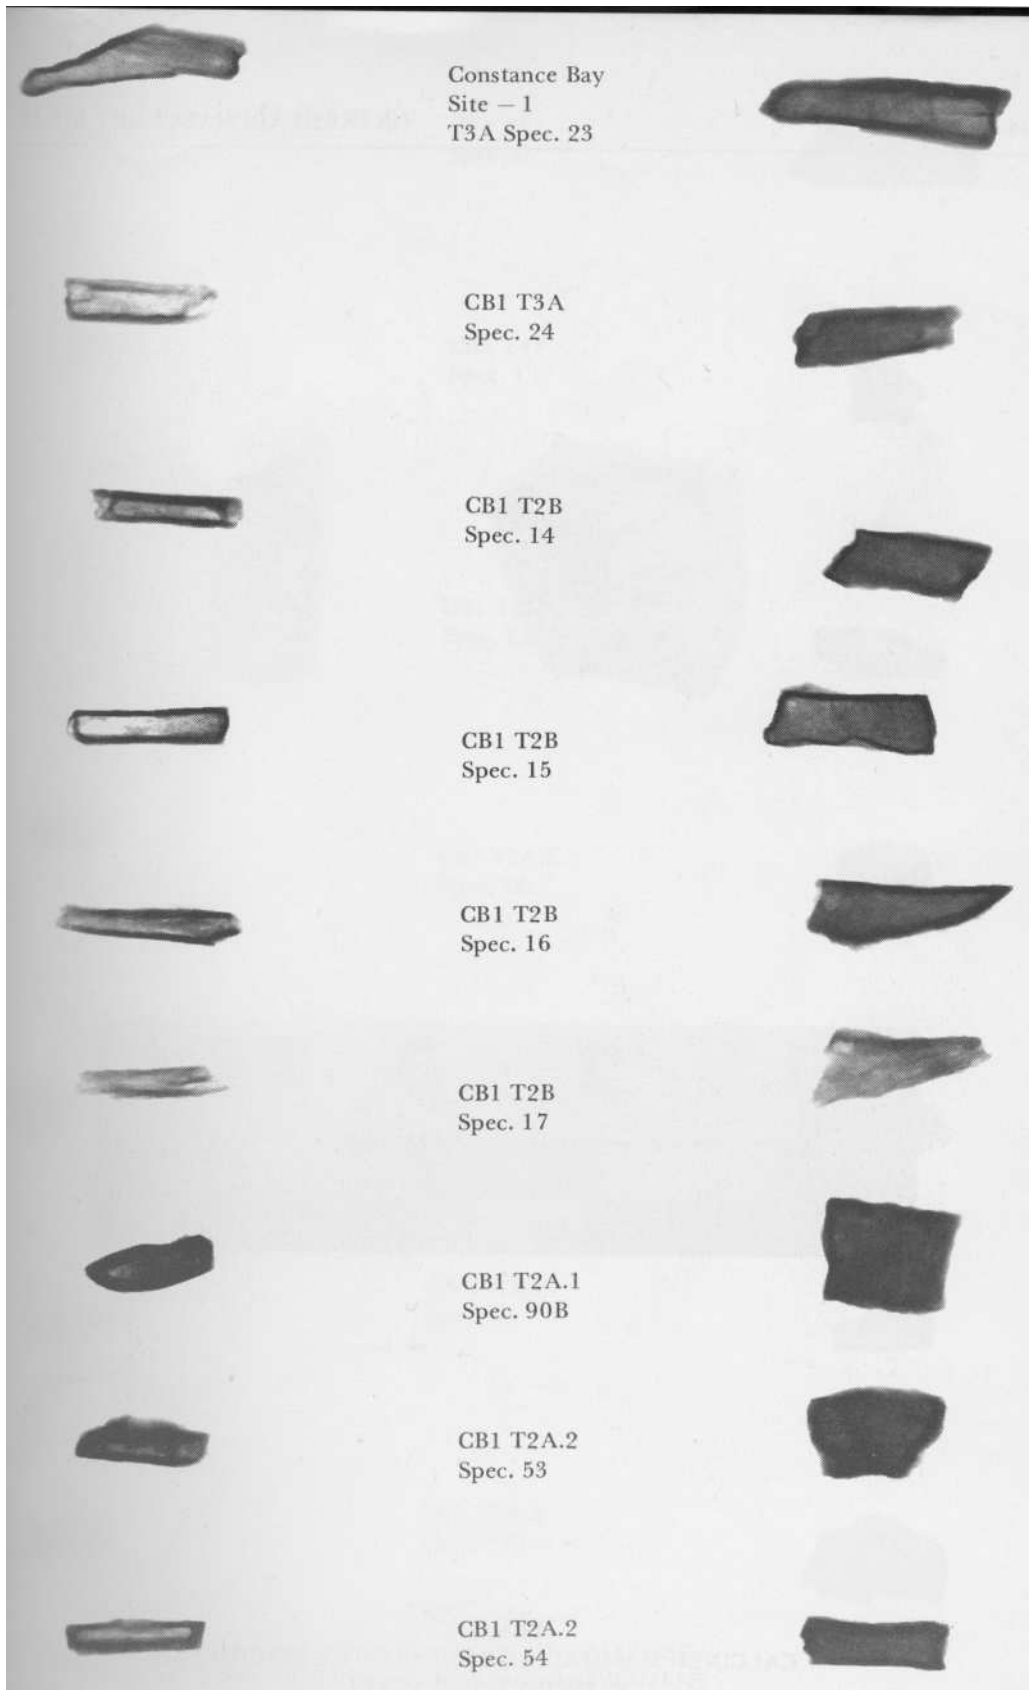 Constance Bay
Site – 1
T3A Spec. 23
CB1 T3A
Spec. 24
CB1 T2B
Spec. 14
CB1 T2B
Spec. 15
CB1 T2B
Spec. 16
CB1 T2B
Spec. 17
CB1 T2A.1
Spec. 90B
CB1 T2A.2
Spec. 53
CB1 T2A.2
Spec. 54